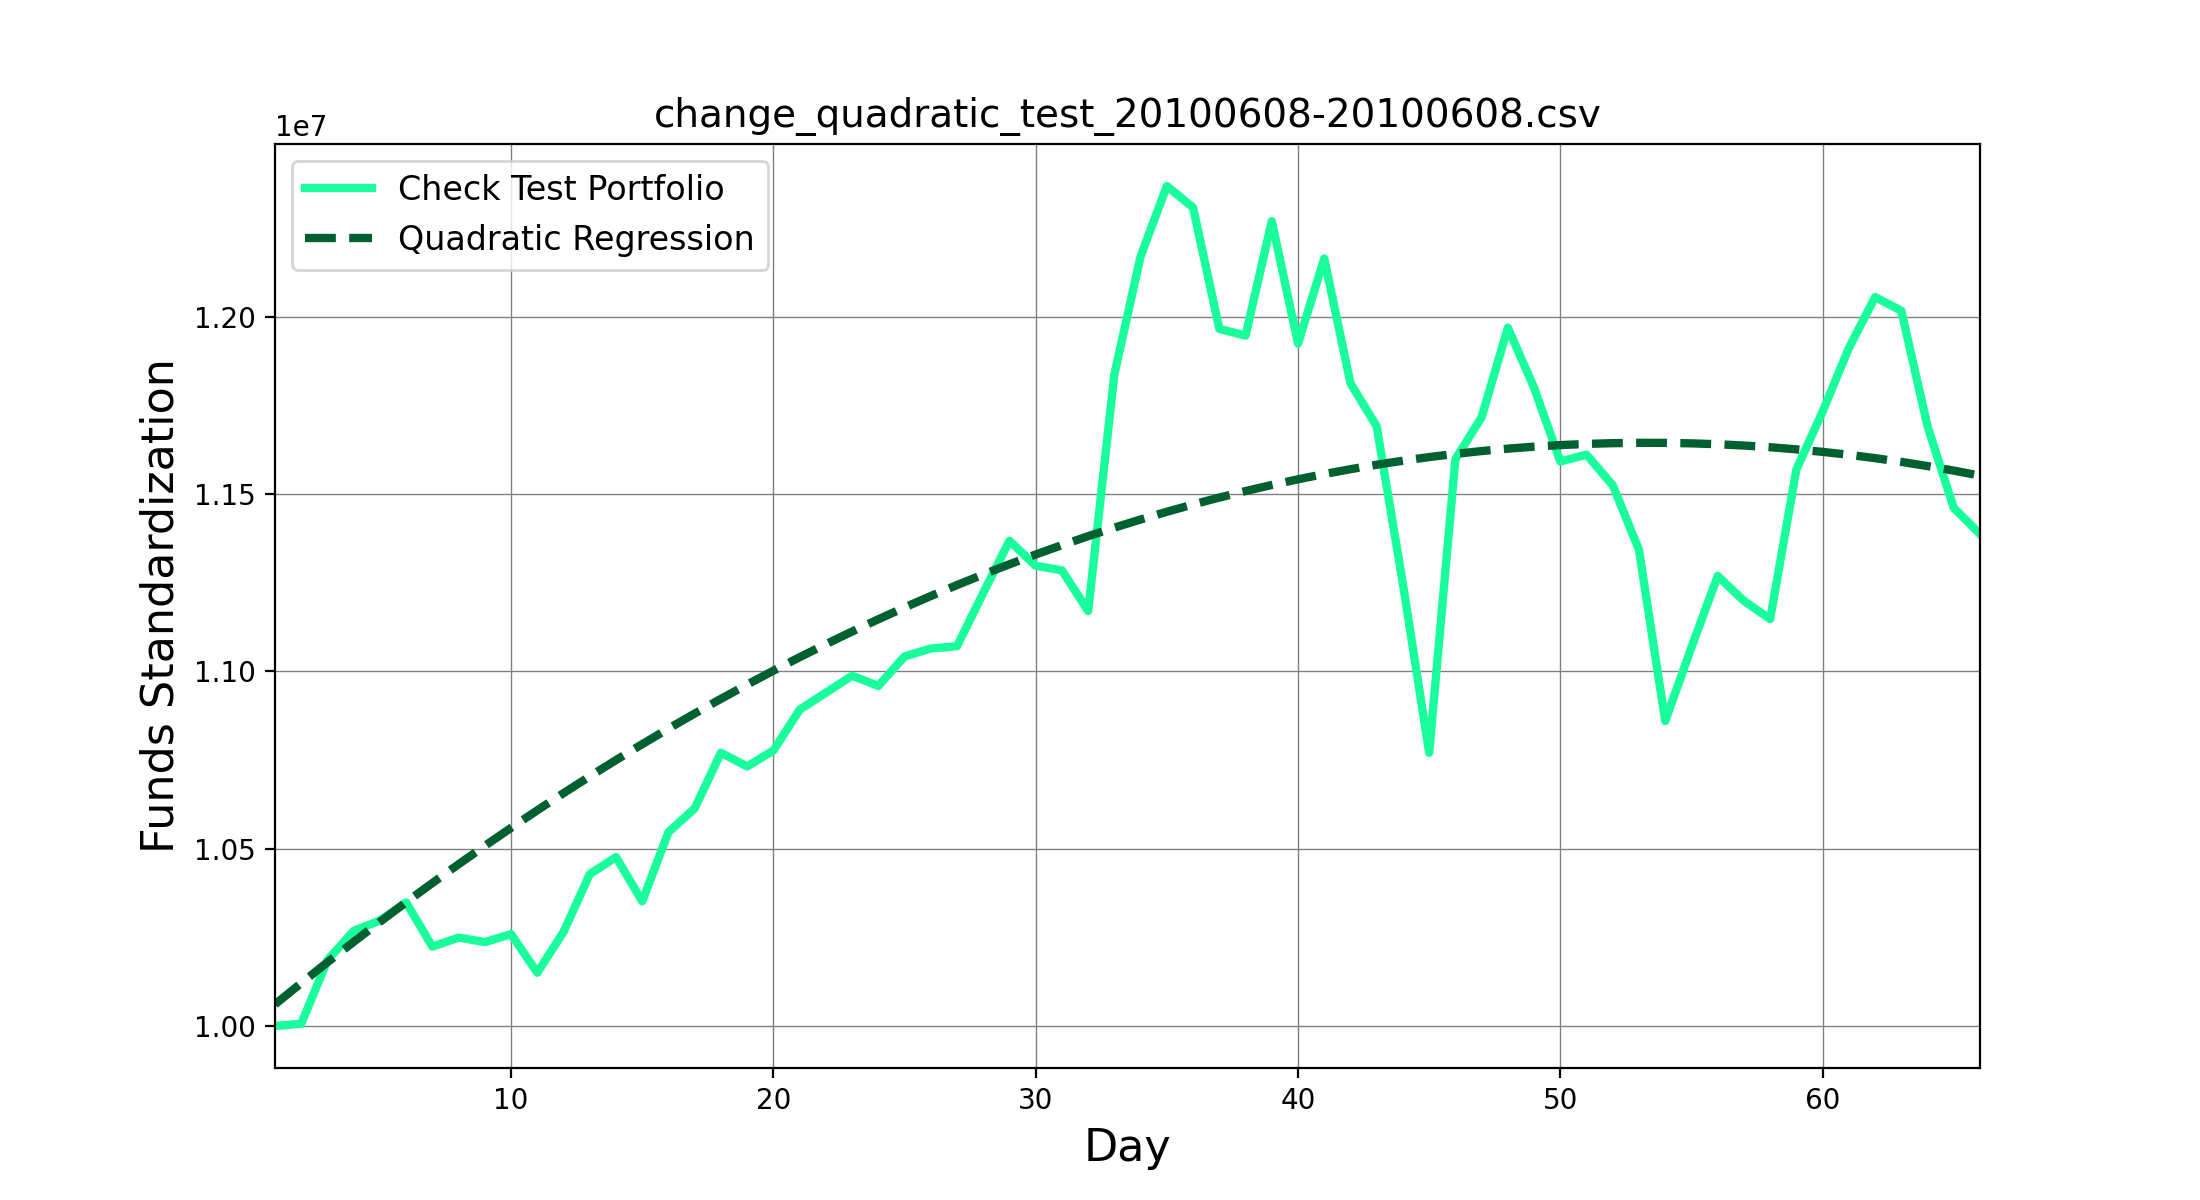 change_quadratic_test_20100608-20100608.csv
1e7
Check Test Portfolio
Quadratic Regression
Funds Standardization
1.20
1.15
1.10
1.05
1.00
10 20 30 40 50 60
Day